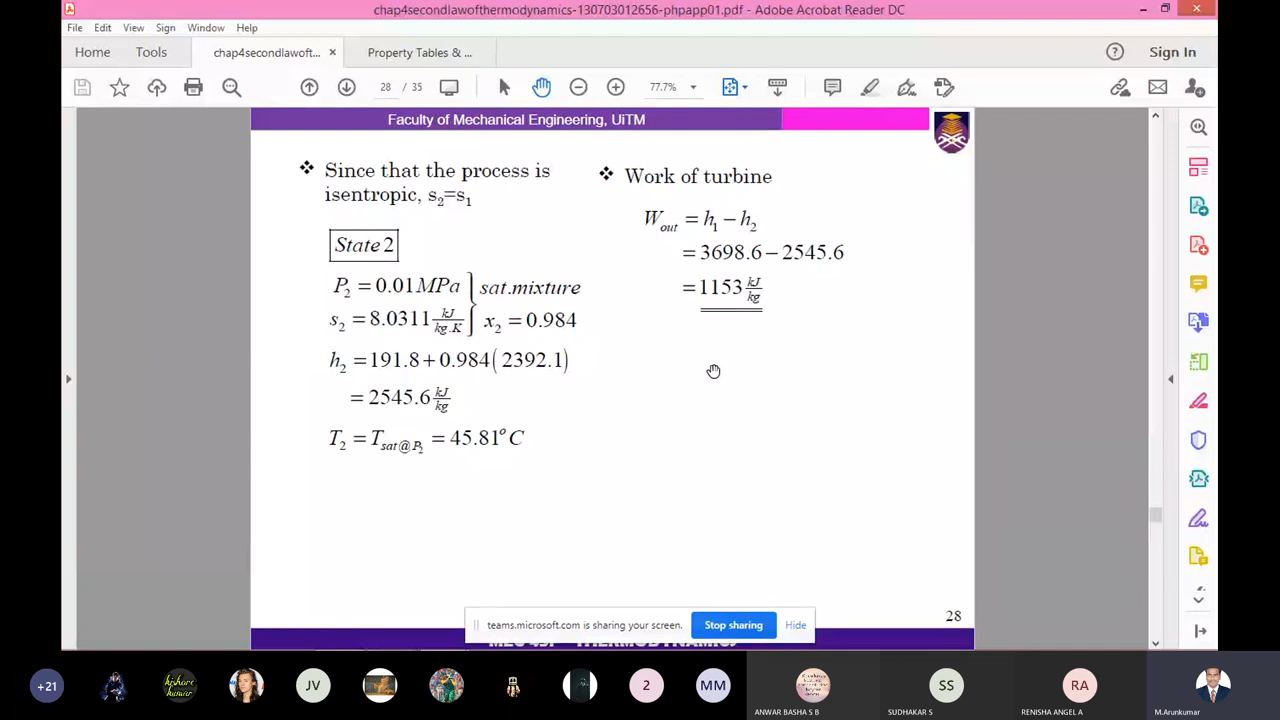 chap4secondlawofthermodynamics-130703012656-phpapp01.pdf - Adobe Acrobat Reader DC
File Edit View Sign Window Help
Home Tools chap4secondlawoft... × Property Tables & ... Sign In
28 / 35 77.7%
Faculty of Mechanical Engineering, UiTM
❖ Since that the process is
isentropic, s₂=s₁
State 2
P₂ = 0.01MPa } sat.mixture
s₂ = 8.0311 kJ/kg.K } x₂ = 0.984
h₂ = 191.8 + 0.984(2392.1)
= 2545.6 kJ/kg
T₂ = Tsat@P₂ = 45.81°C
❖ Work of turbine
Wout = h₁ − h₂
= 3698.6 − 2545.6
= 1153 kJ/kg
28
teams.microsoft.com is sharing your screen. Stop sharing Hide
+21 kishore kumar JV 2 MM SS RA
ANWAR BASHA S B SUDHAKAR S RENISHA ANGEL A M.Arunkumar